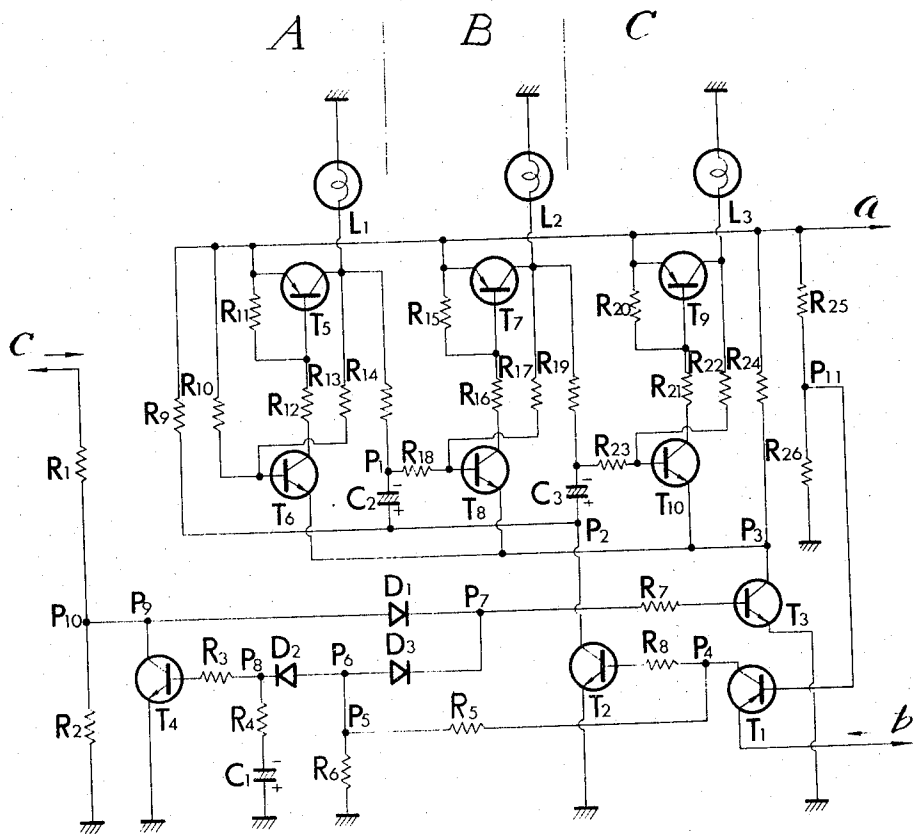 A B C
L1 L2 L3 a
R11 T5 R15 T7 R20 T9 R25
C
R10 R13 R14 R17 R19 R22 R24 P11
R9 R12 R16 R21
R1 P1 R18 R23 R26
C2 - + T6 T8 C3 - + T10
P2 P3
P10 P9 D1 P7 R7 T3
R3 P8 D2 P6 D3 R8 P4
R2 T4 R4 P5 R5 T2 T1 b
C1 - + R6